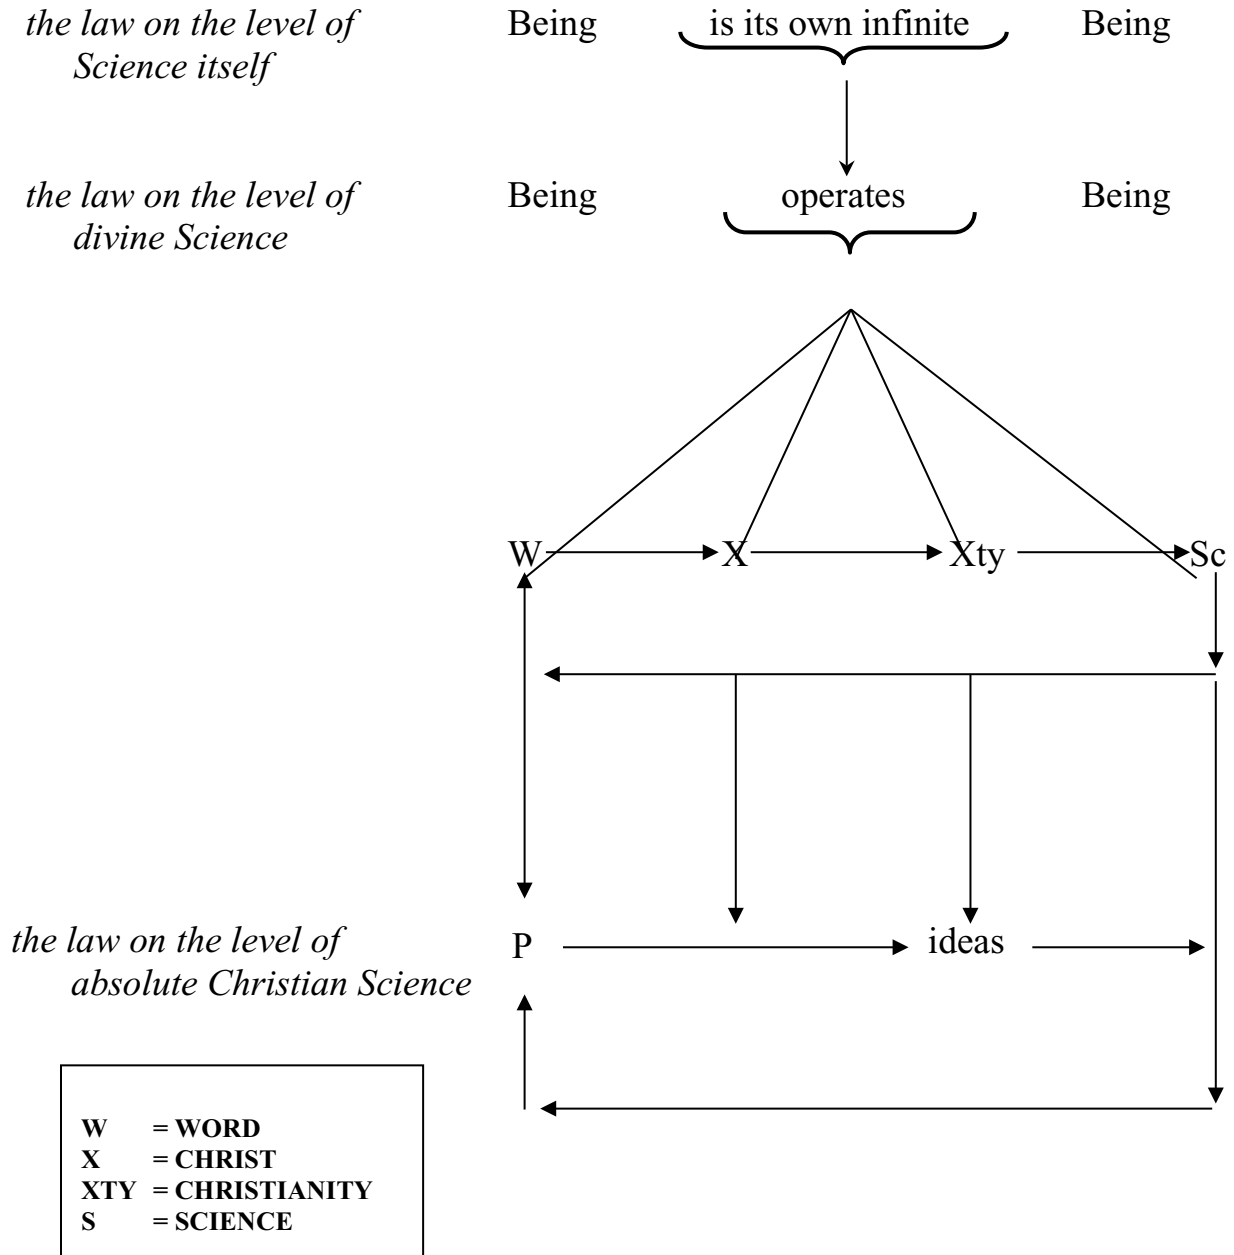 the law on the level of Being is its own infinite Being
Science itself
the law on the level of Being operates Being
divine Science
W X Xty Sc
the law on the level of P ideas
absolute Christian Science
W = WORD
X = CHRIST
XTY = CHRISTIANITY
S = SCIENCE